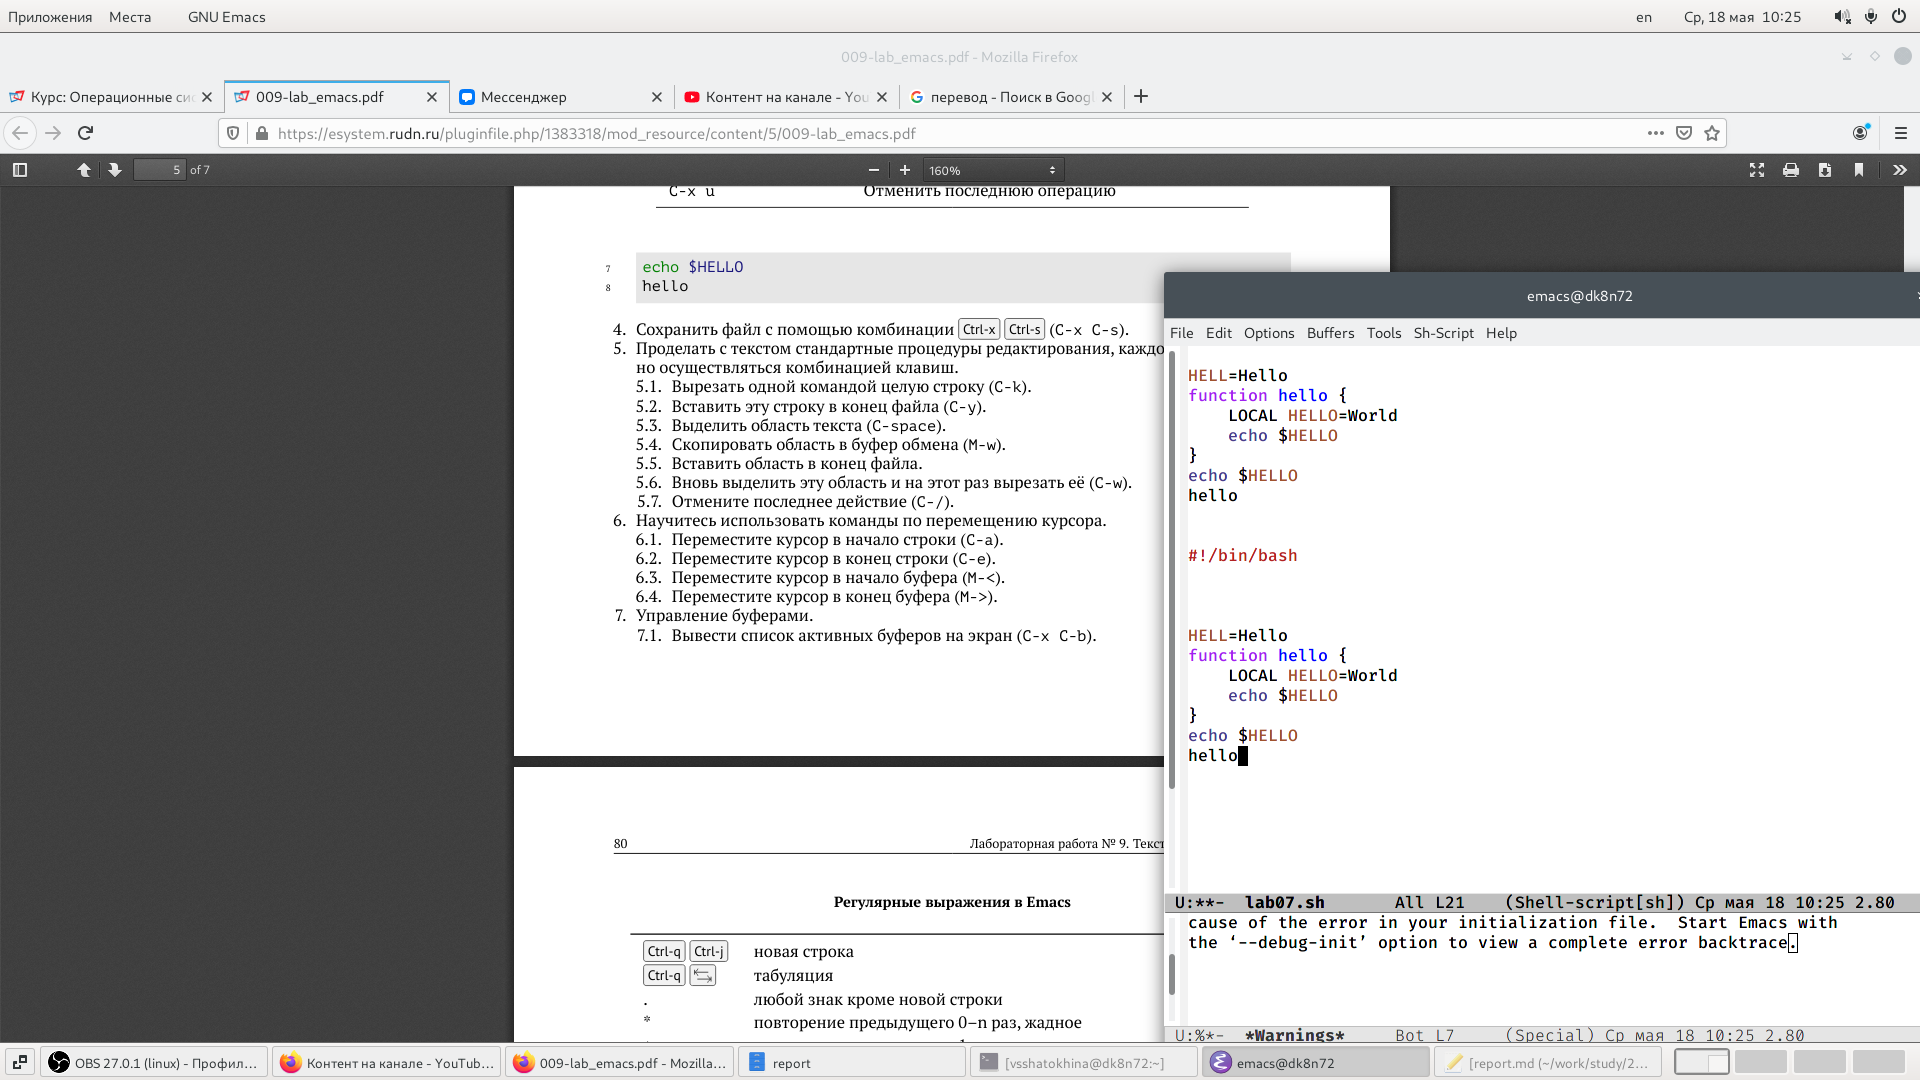 Приложения Места GNU Emacs en Ср, 18 мая 10:25
009-lab_emacs.pdf - Mozilla Firefox
Курс: Операционные си 009-lab_emacs.pdf Мессенджер Контент на канале - You перевод - Поиск в Googl
https://esystem.rudn.ru/pluginfile.php/1383318/mod_resource/content/5/009-lab_emacs.pdf
5 of 7 160%
C-x u Отменить последнюю операцию
7 echo $HELLO
8 hello
4. Сохранить файл с помощью комбинации Ctrl-x Ctrl-s (C-x C-s).
5. Проделать с текстом стандартные процедуры редактирования, каждо
но осуществляться комбинацией клавиш.
5.1. Вырезать одной командой целую строку (C-k).
5.2. Вставить эту строку в конец файла (C-y).
5.3. Выделить область текста (C-space).
5.4. Скопировать область в буфер обмена (M-w).
5.5. Вставить область в конец файла.
5.6. Вновь выделить эту область и на этот раз вырезать её (C-w).
5.7. Отмените последнее действие (C-/).
6. Научитесь использовать команды по перемещению курсора.
6.1. Переместите курсор в начало строки (C-a).
6.2. Переместите курсор в конец строки (C-e).
6.3. Переместите курсор в начало буфера (M-<).
6.4. Переместите курсор в конец буфера (M->).
7. Управление буферами.
7.1. Вывести список активных буферов на экран (C-x C-b).
80 Лабораторная работа № 9. Текст
Регулярные выражения в Emacs
Ctrl-q Ctrl-j новая строка
Ctrl-q табуляция
. любой знак кроме новой строки
* повторение предыдущего 0–n раз, жадное
emacs@dk8n72
File Edit Options Buffers Tools Sh-Script Help
HELL=Hello
function hello {
    LOCAL HELLO=World
    echo $HELLO
}
echo $HELLO
hello
#!/bin/bash
HELL=Hello
function hello {
    LOCAL HELLO=World
    echo $HELLO
}
echo $HELLO
hello
U:**- lab07.sh All L21 (Shell-script[sh]) Ср мая 18 10:25 2.80
cause of the error in your initialization file. Start Emacs with
the ‘--debug-init’ option to view a complete error backtrace.
U:%*- *Warnings* Bot L7 (Special) Ср мая 18 10:25 2.80
OBS 27.0.1 (linux) - Профил... Контент на канале - YouTub... 009-lab_emacs.pdf - Mozilla... report [vsshatokhina@dk8n72:~] emacs@dk8n72 [report.md (~/work/study/2...